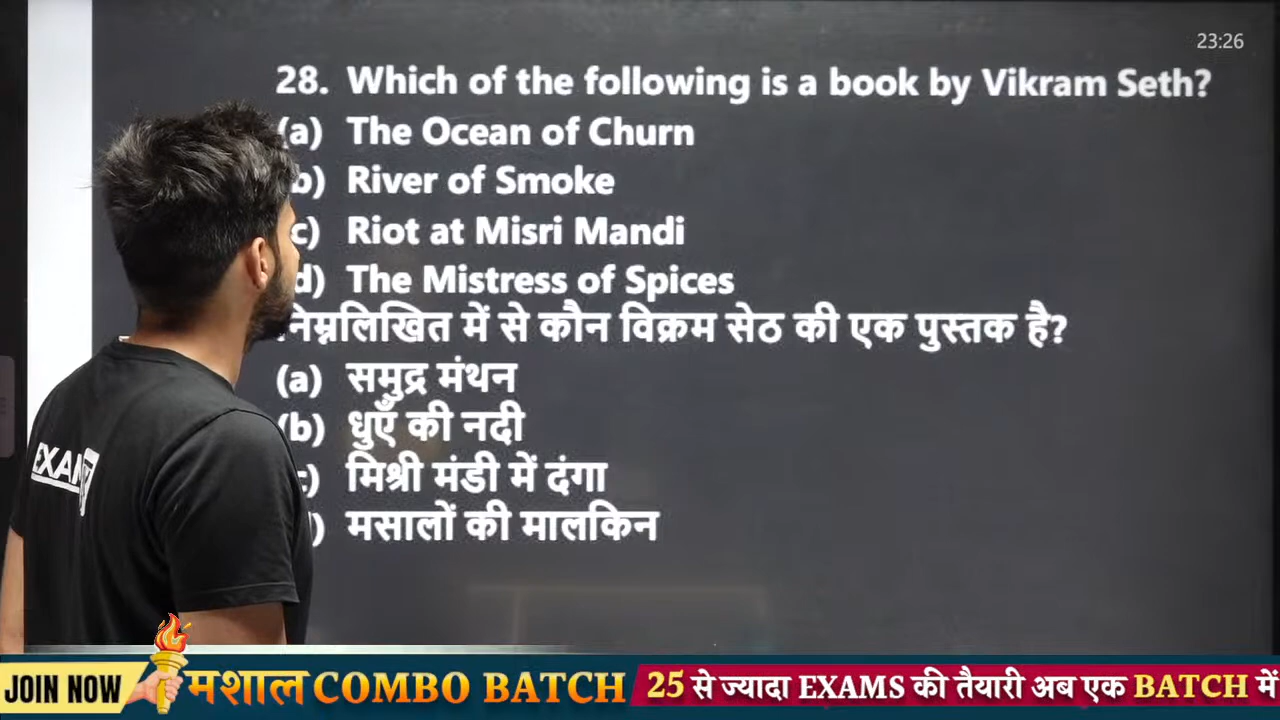 23:26
28. Which of the following is a book by Vikram Seth?
(a) The Ocean of Churn
b) River of Smoke
c) Riot at Misri Mandi
d) The Mistress of Spices
निम्नलिखित में से कौन विक्रम सेठ की एक पुस्तक है?
(a) समुद्र मंथन
(b) धुएँ की नदी
c) मिश्री मंडी में दंगा
) मसालों की मालकिन
EXAM
JOIN NOW मशाल COMBO BATCH 25 से ज्यादा EXAMS की तैयारी अब एक BATCH में